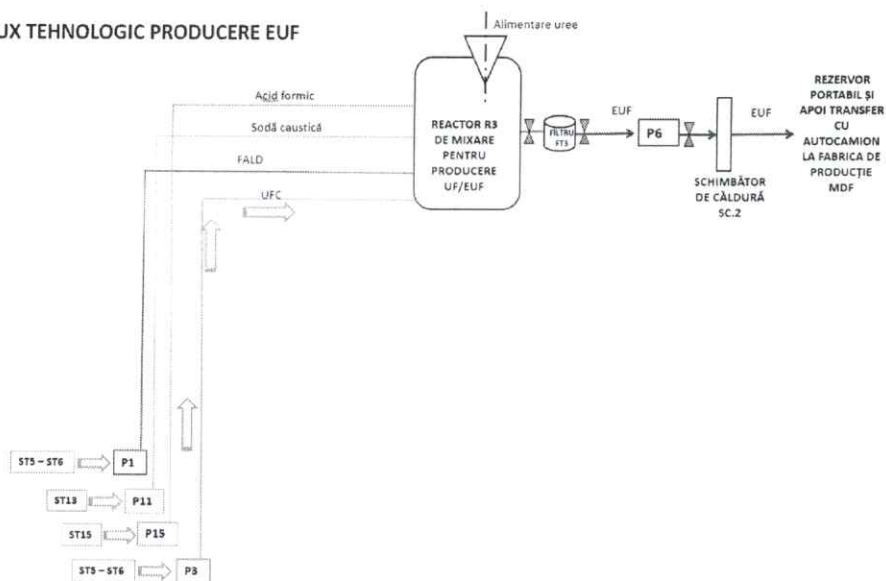 UX TEHNOLOGIC PRODUCERE EUF
Alimentare uree
Acid formic
Sodă caustică
FALD
UFC
REACTOR R3
DE MIXARE
PENTRU
PRODUCERE
UF/EUF
FILTRU
FT3
EUF
P6
SCHIMBĂTOR
DE CĂLDURĂ
SC.2
EUF
REZERVOR
PORTABIL ȘI
APOI TRANSFER
CU
AUTOCAMION
LA FABRICA DE
PRODUCȚIE
MDF
ST5 – ST6
P1
ST13
P11
ST15
P15
ST5 – ST6
P3